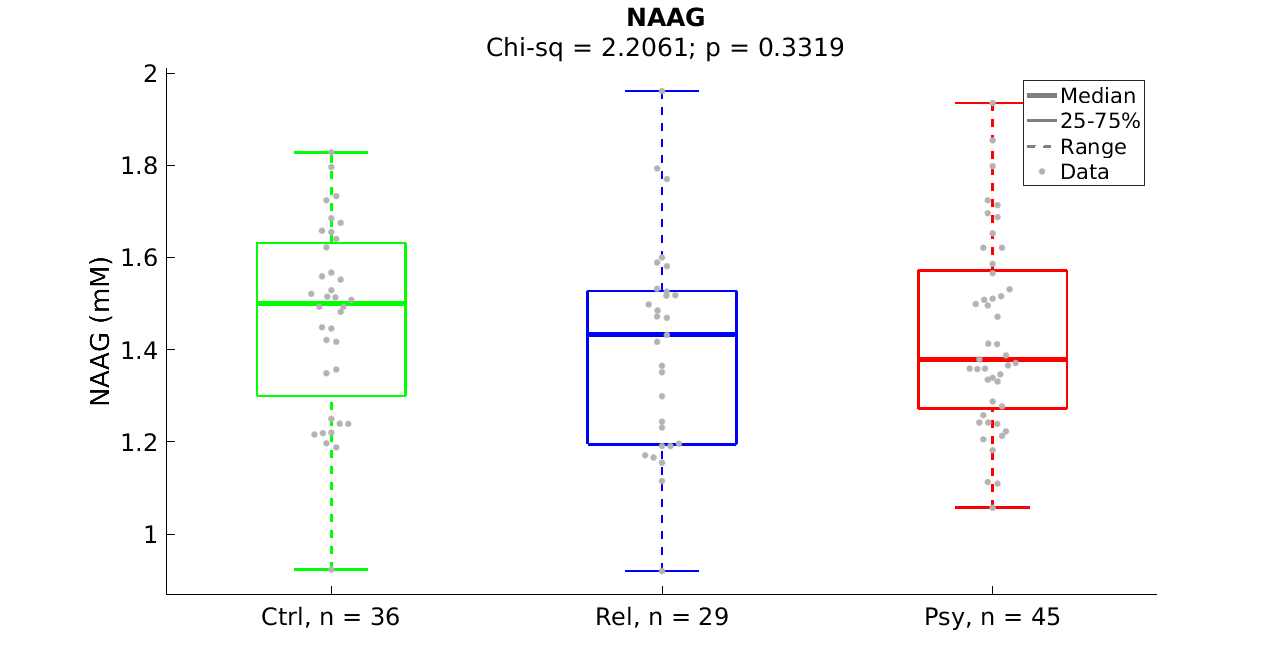 NAAG
Chi-sq = 2.2061; p = 0.3319
2
1.8
1.6
1.4
1.2
1
NAAG (mM)
Median
25-75%
Range
Data
Ctrl, n = 36
Rel, n = 29
Psy, n = 45